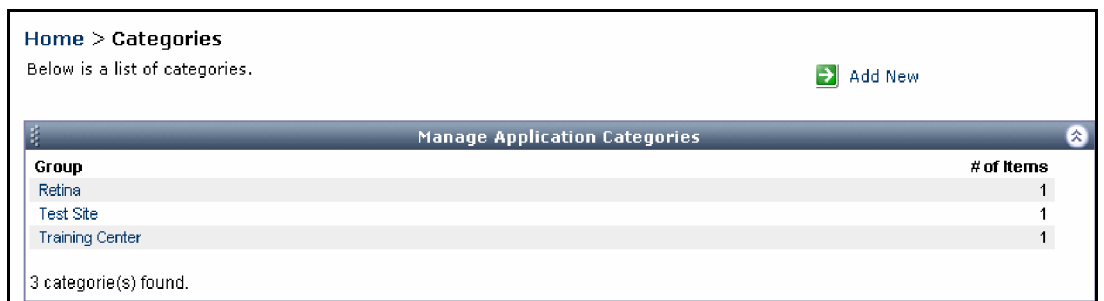 Home > Categories
Below is a list of categories.
Add New
Manage Application Categories
Group # of Items
Retina 1
Test Site 1
Training Center 1
3 categorie(s) found.